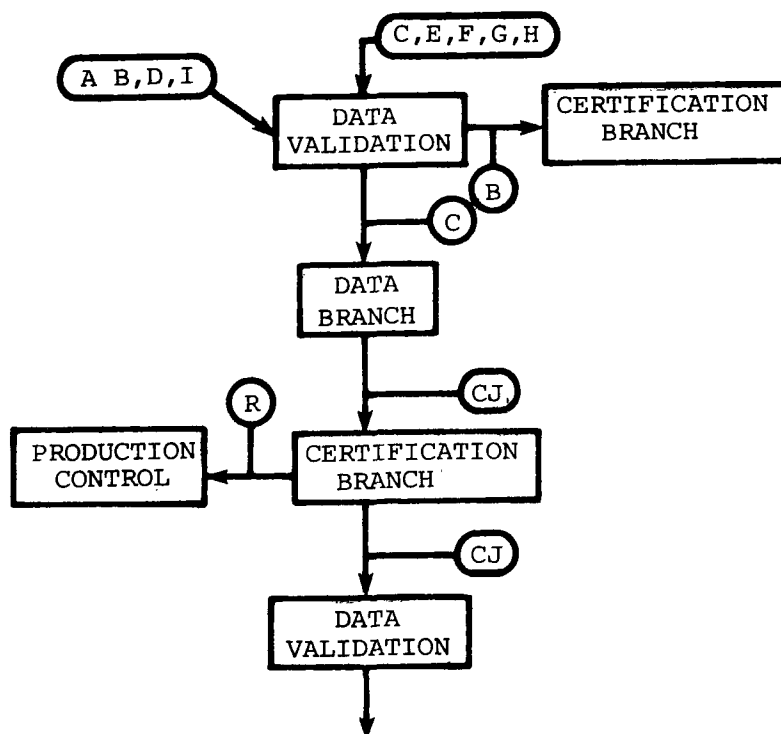 C,E,F,G,H
A B,D,I
DATA
VALIDATION
CERTIFICATION
BRANCH
B
C
DATA
BRANCH
CJ
R
PRODUCTION
CONTROL
CERTIFICATION
BRANCH
CJ
DATA
VALIDATION